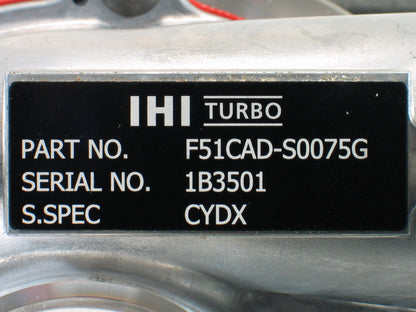 IHI TURBO
PART NO. F51CAD-S0075G
SERIAL NO. 1B3501
S.SPEC CYDX